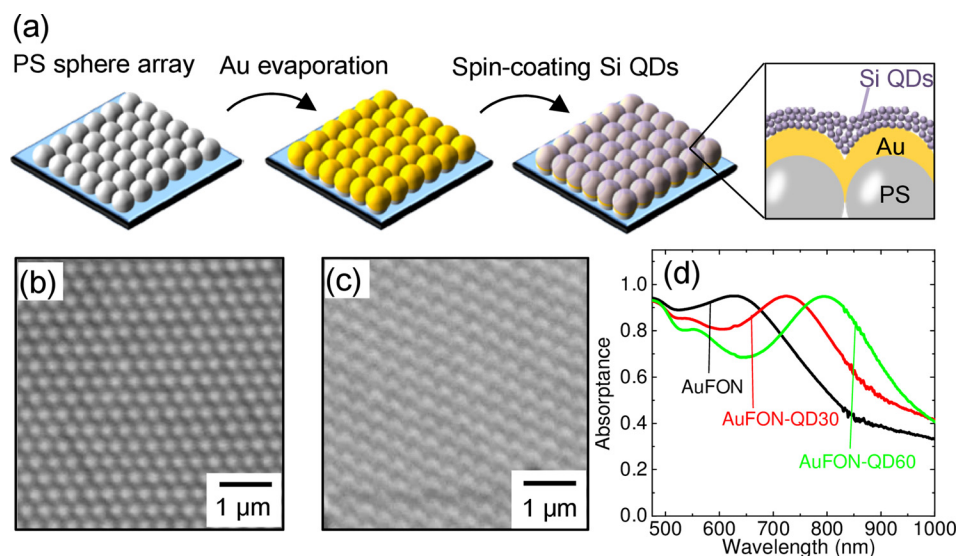 (a)
PS sphere array
Au evaporation
Spin-coating Si QDs
Si QDs
Au
PS
(b)
1 µm
(c)
1 µm
(d)
500 600 700 800 900 1000
1.0
0.8
0.6
0.4
0.2
0.0
Absorptance
AuFON
AuFON-QD30
AuFON-QD60
Wavelength (nm)